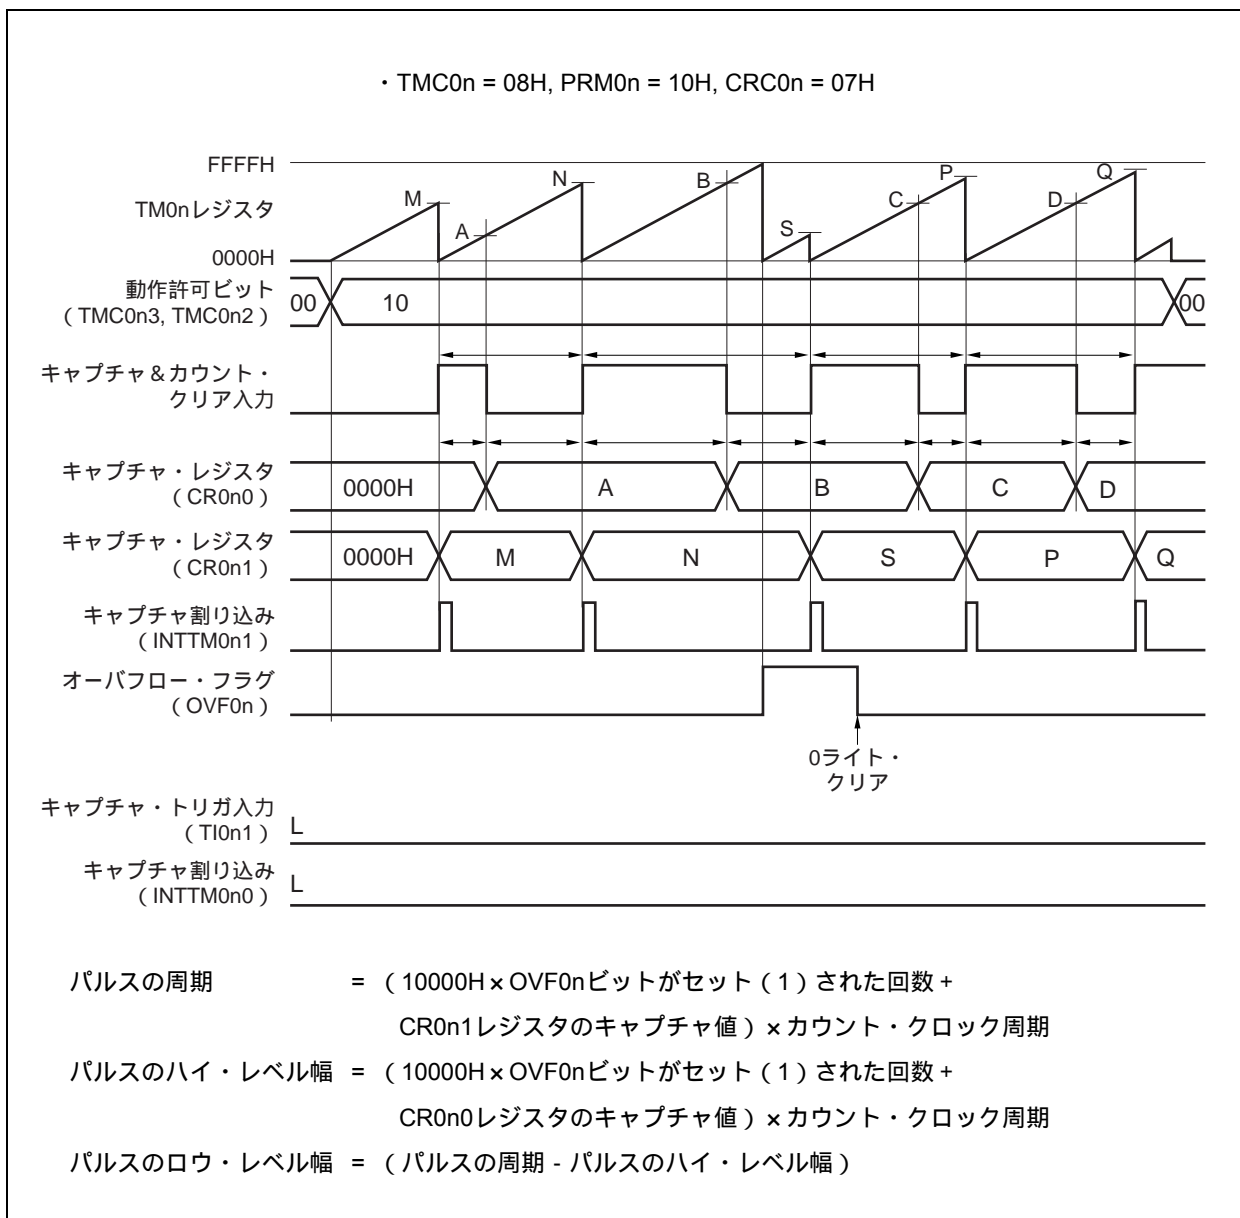 ・TMC0n = 08H, PRM0n = 10H, CRC0n = 07H
FFFFH
TM0nレジスタ
0000H
M
A
N
B
S
C
P
D
Q
動作許可ビット
（TMC0n3, TMC0n2）
00
10
00
キャプチャ＆カウント・
クリア入力
キャプチャ・レジスタ
（CR0n0）
0000H
A
B
C
D
キャプチャ・レジスタ
（CR0n1）
0000H
M
N
S
P
Q
キャプチャ割り込み
（INTTM0n1）
オーバフロー・フラグ
（OVF0n）
0ライト・
クリア
キャプチャ・トリガ入力
（TI0n1）
L
キャプチャ割り込み
（INTTM0n0）
L
パルスの周期 = （10000H×OVF0nビットがセット（1）された回数＋
CR0n1レジスタのキャプチャ値）×カウント・クロック周期
パルスのハイ・レベル幅 = （10000H×OVF0nビットがセット（1）された回数＋
CR0n0レジスタのキャプチャ値）×カウント・クロック周期
パルスのロウ・レベル幅 = （パルスの周期 - パルスのハイ・レベル幅）